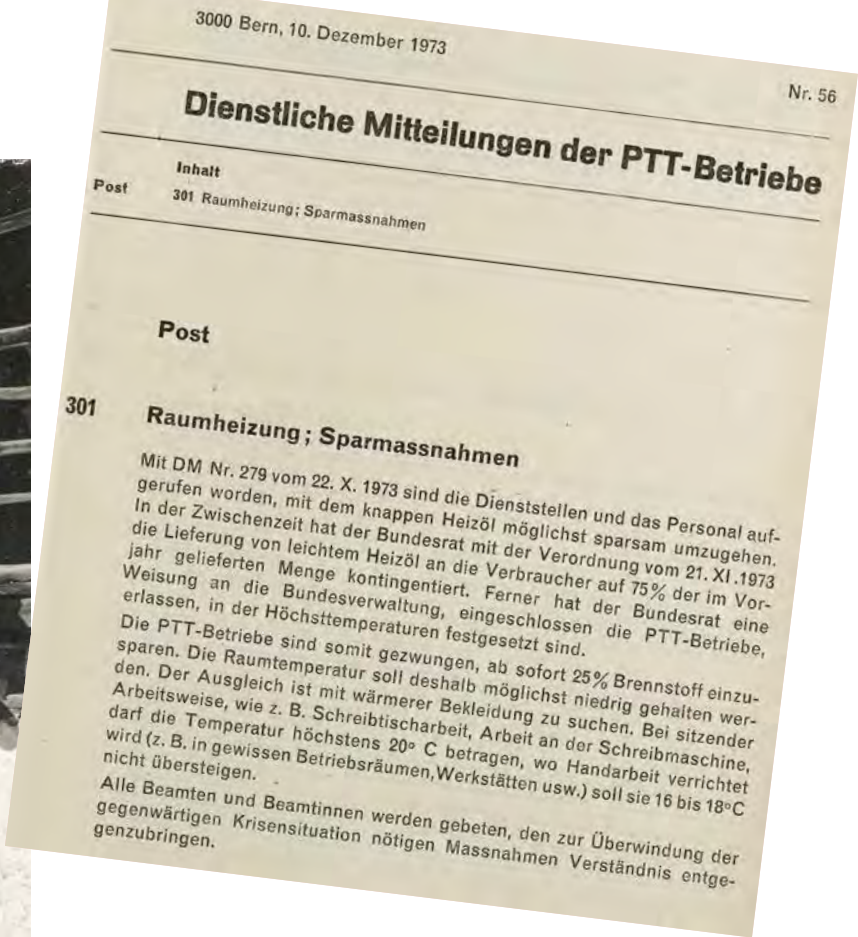 3000 Bern, 10. Dezember 1973
Nr. 56
Dienstliche Mitteilungen der PTT-Betriebe
Inhalt
Post 301 Raumheizung; Sparmassnahmen
Post
301 Raumheizung; Sparmassnahmen
Mit DM Nr. 279 vom 22. X. 1973 sind die Dienststellen und das Personal auf-
gerufen worden, mit dem knappen Heizöl möglichst sparsam umzugehen.
In der Zwischenzeit hat der Bundesrat mit der Verordnung vom 21. XI .1973
die Lieferung von leichtem Heizöl an die Verbraucher auf 75% der im Vor-
jahr gelieferten Menge kontingentiert. Ferner hat der Bundesrat eine
Weisung an die Bundesverwaltung, eingeschlossen die PTT-Betriebe,
erlassen, in der Höchsttemperaturen festgesetzt sind.
Die PTT-Betriebe sind somit gezwungen, ab sofort 25% Brennstoff einzu-
sparen. Die Raumtemperatur soll deshalb möglichst niedrig gehalten wer-
den. Der Ausgleich ist mit wärmerer Bekleidung zu suchen. Bei sitzender
Arbeitsweise, wie z. B. Schreibtischarbeit, Arbeit an der Schreibmaschine,
darf die Temperatur höchstens 20° C betragen, wo Handarbeit verrichtet
wird (z. B. in gewissen Betriebsräumen, Werkstätten usw.) soll sie 16 bis 18°C
nicht übersteigen.
Alle Beamten und Beamtinnen werden gebeten, den zur Überwindung der
gegenwärtigen Krisensituation nötigen Massnahmen Verständnis entge-
genzubringen.